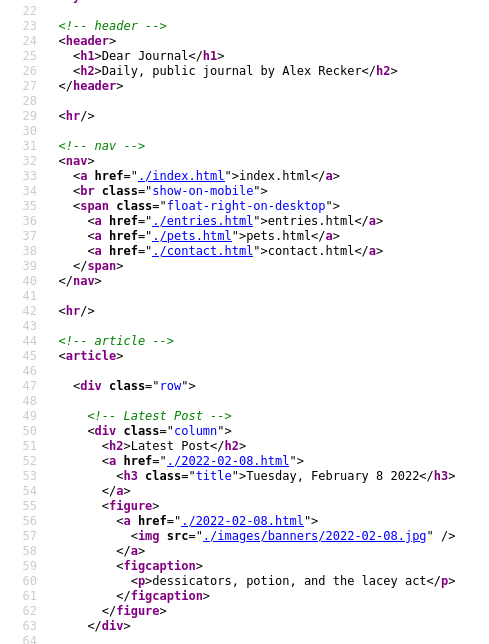 22
23 <!-- header -->
24 <header>
25 <h1>Dear Journal</h1>
26 <h2>Daily, public journal by Alex Recker</h2>
27 </header>
28
29 <hr/>
30
31 <!-- nav -->
32 <nav>
33 <a href="./index.html">index.html</a>
34 <br class="show-on-mobile">
35 <span class="float-right-on-desktop">
36 <a href="./entries.html">entries.html</a>
37 <a href="./pets.html">pets.html</a>
38 <a href="./contact.html">contact.html</a>
39 </span>
40 </nav>
41
42 <hr/>
43
44 <!-- article -->
45 <article>
46
47 <div class="row">
48
49 <!-- Latest Post -->
50 <div class="column">
51 <h2>Latest Post</h2>
52 <a href="./2022-02-08.html">
53 <h3 class="title">Tuesday, February 8 2022</h3>
54 </a>
55 <figure>
56 <a href="./2022-02-08.html">
57 <img src="./images/banners/2022-02-08.jpg" />
58 </a>
59 <figcaption>
60 <p>dessicators, potion, and the lacey act</p>
61 </figcaption>
62 </figure>
63 </div>
64